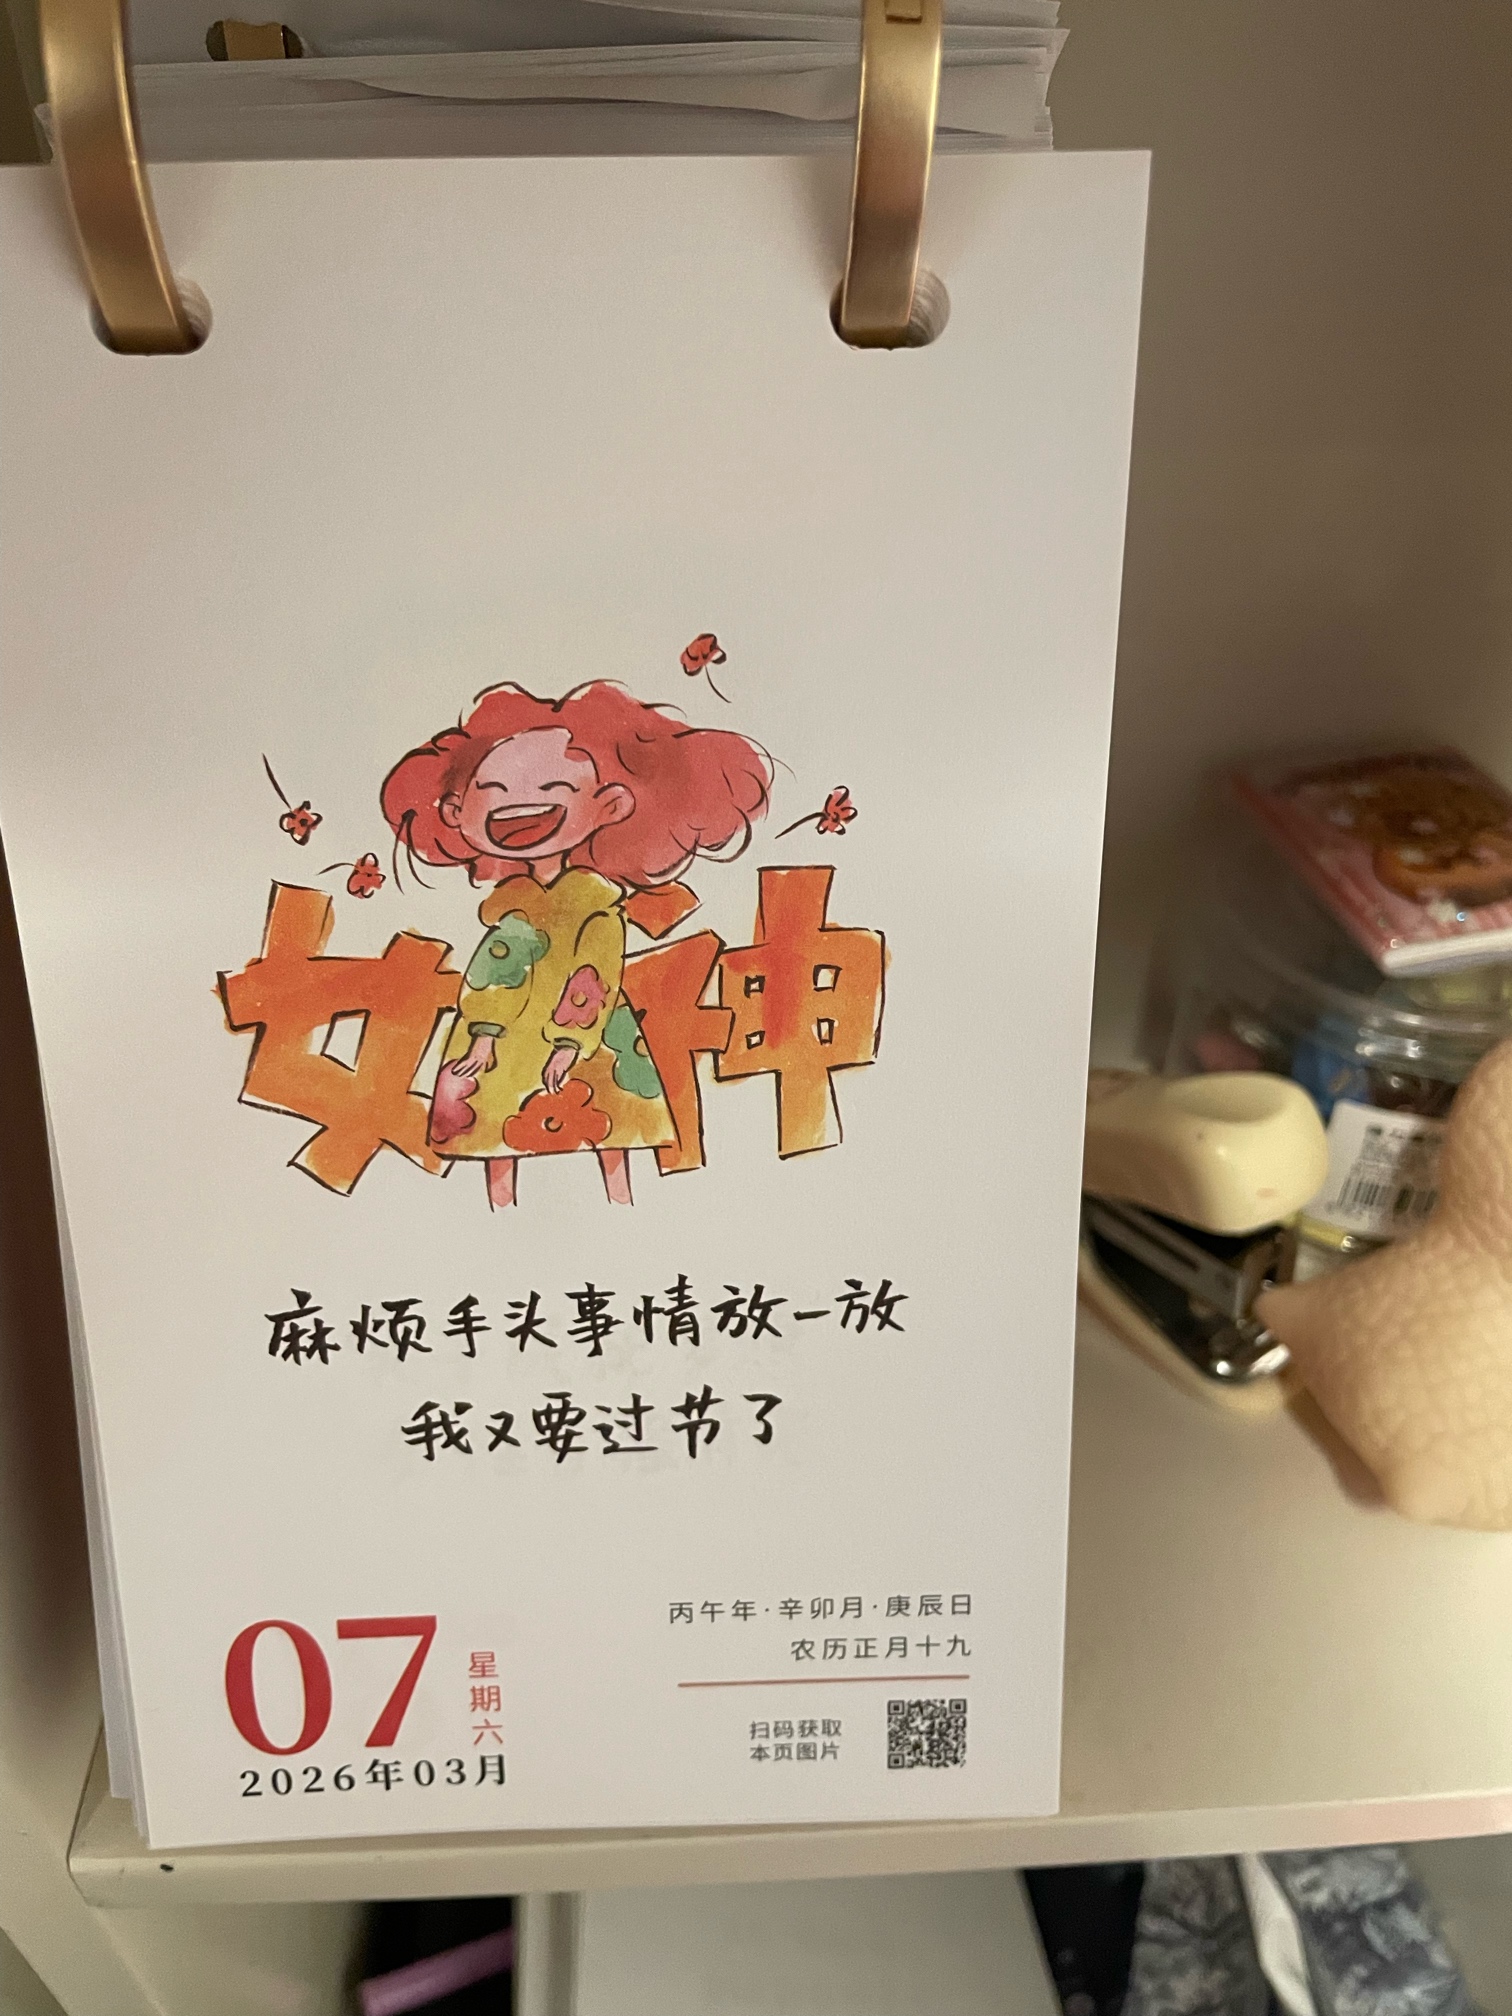 女神
麻烦手头事情放一放
我又要过节了
07
星期六
2026年03月
丙午年·辛卯月·庚辰日
农历正月十九
扫码获取
本页图片